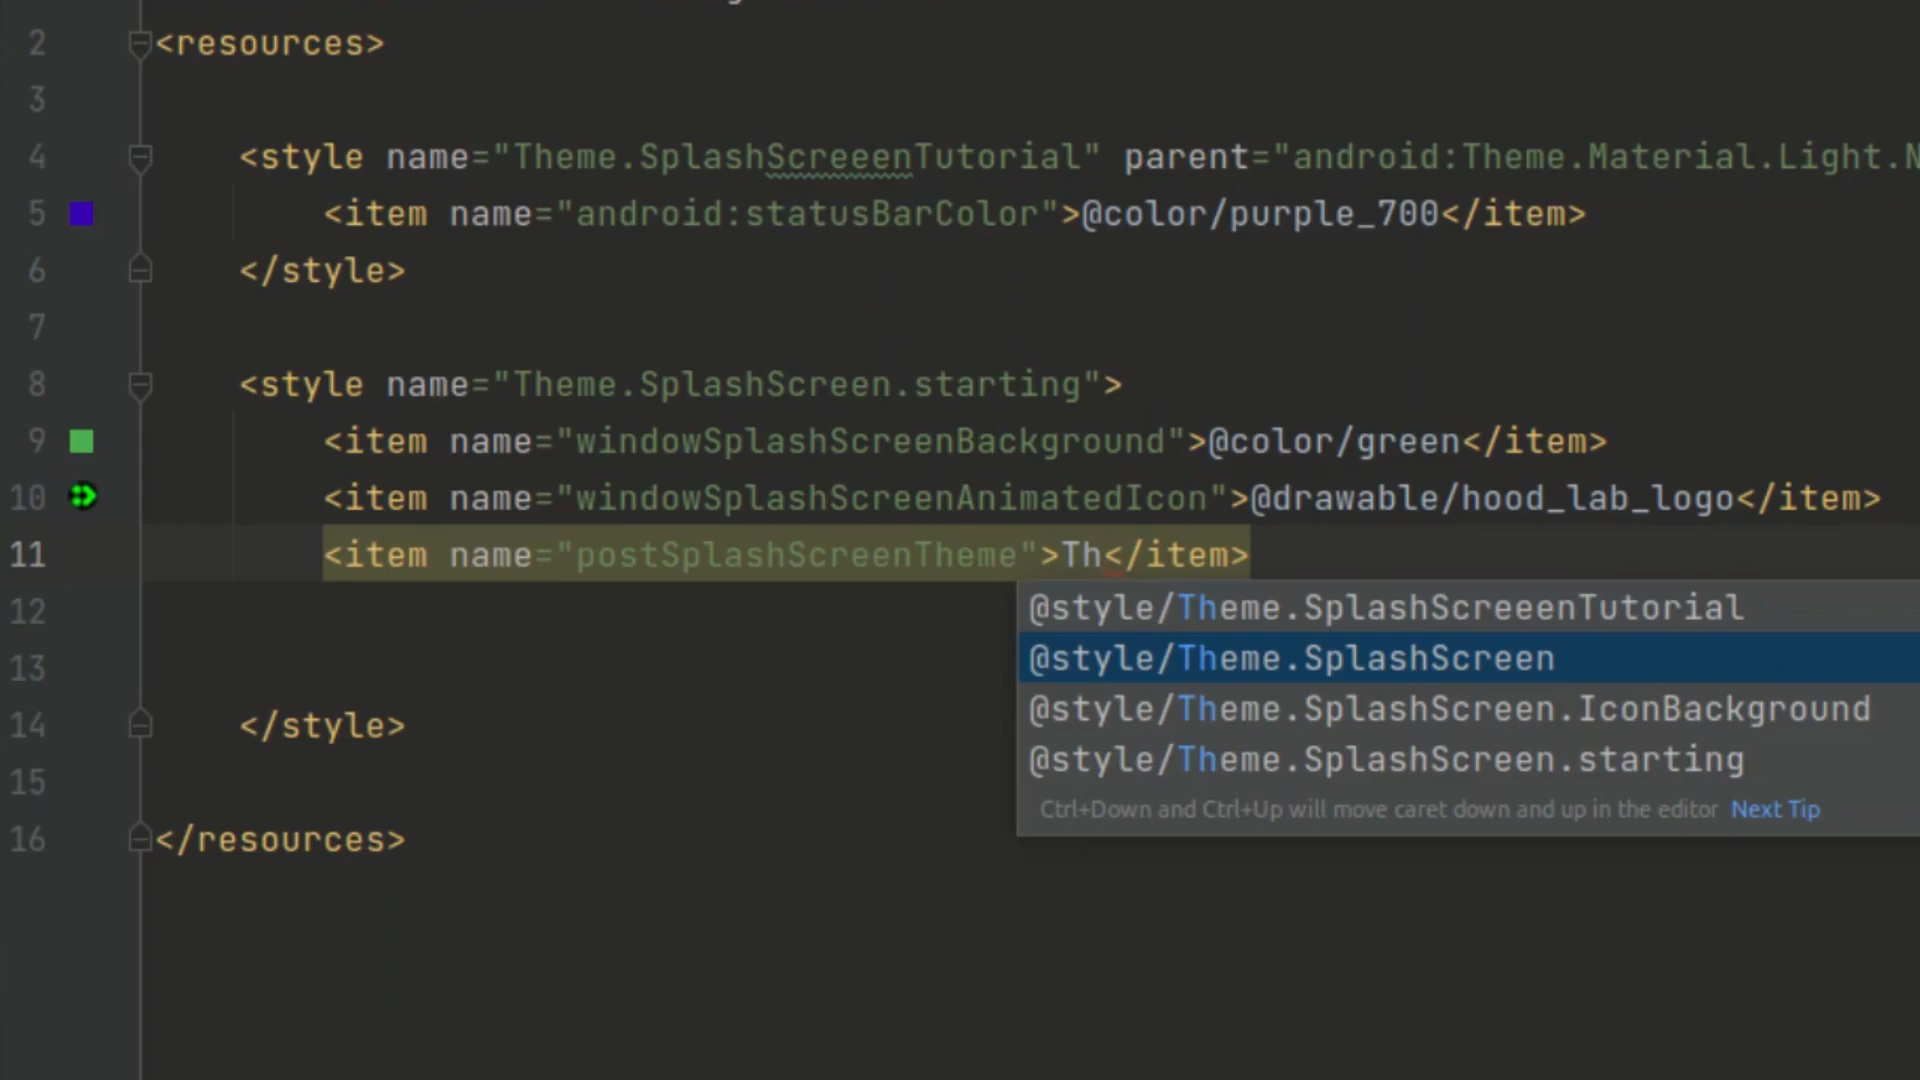 2 <resources>
3
4 <style name="Theme.SplashScreeenTutorial" parent="android:Theme.Material.Light.N
5 <item name="android:statusBarColor">@color/purple_700</item>
6 </style>
7
8 <style name="Theme.SplashScreen.starting">
9 <item name="windowSplashScreenBackground">@color/green</item>
10 <item name="windowSplashScreenAnimatedIcon">@drawable/hood_lab_logo</item>
11 <item name="postSplashScreenTheme">Th</item>
12
@style/Theme.SplashScreeenTutorial
@style/Theme.SplashScreen
13
@style/Theme.SplashScreen.IconBackground
14 </style>
@style/Theme.SplashScreen.starting
15
Ctrl+Down and Ctrl+Up will move caret down and up in the editor Next Tip
16 </resources>